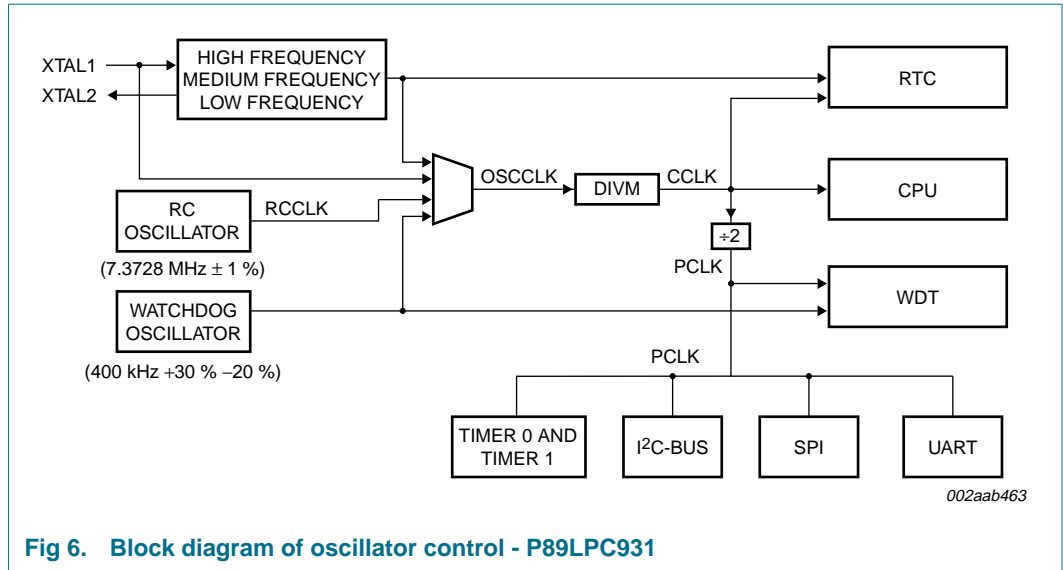 XTAL1
XTAL2
HIGH FREQUENCY
MEDIUM FREQUENCY
LOW FREQUENCY
RTC
OSCCLK
DIVM
CCLK
CPU
RC
OSCILLATOR
RCCLK
(7.3728 MHz ± 1 %)
÷2
PCLK
WDT
WATCHDOG
OSCILLATOR
(400 kHz +30 % −20 %)
PCLK
TIMER 0 AND
TIMER 1
I²C-BUS
SPI
UART
002aab463
Fig 6. Block diagram of oscillator control - P89LPC931